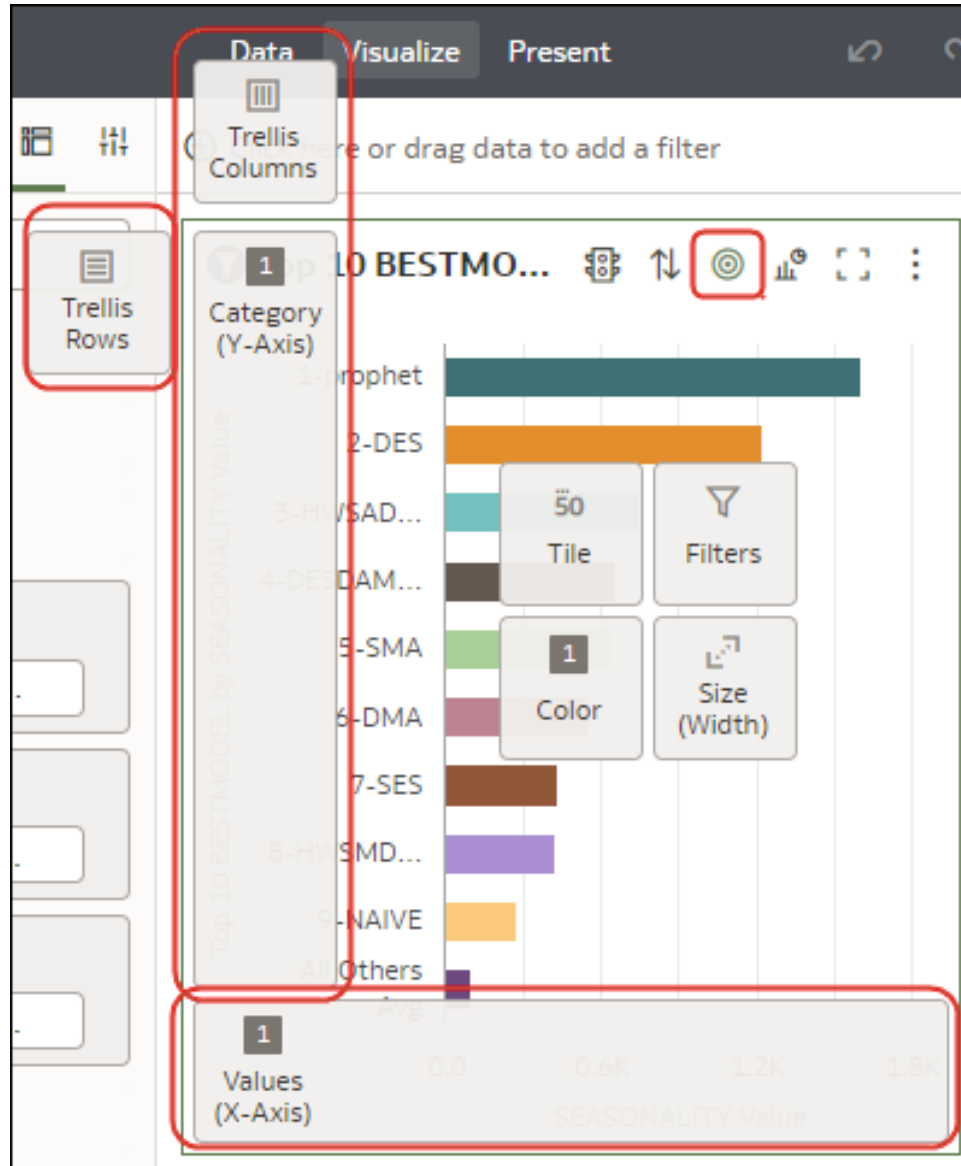 Data Visualize Present
Trellis
Columns
here or drag data to add a filter
Trellis
Rows
1
Top 10 BESTMO...
Category
(Y-Axis)
1-prophet
2-DES
3-HWSAD...
4-DESDAM...
5-SMA
6-DMA
7-SES
8-HWSMD...
9-NAIVE
All Others
Avg
Top 10 BESTMODEL by SEASONALITY Value
50
Tile
Filters
1
Color
Size
(Width)
1
Values
(X-Axis)
0.0 0.6K 1.2K 1.8K
SEASONALITY Value